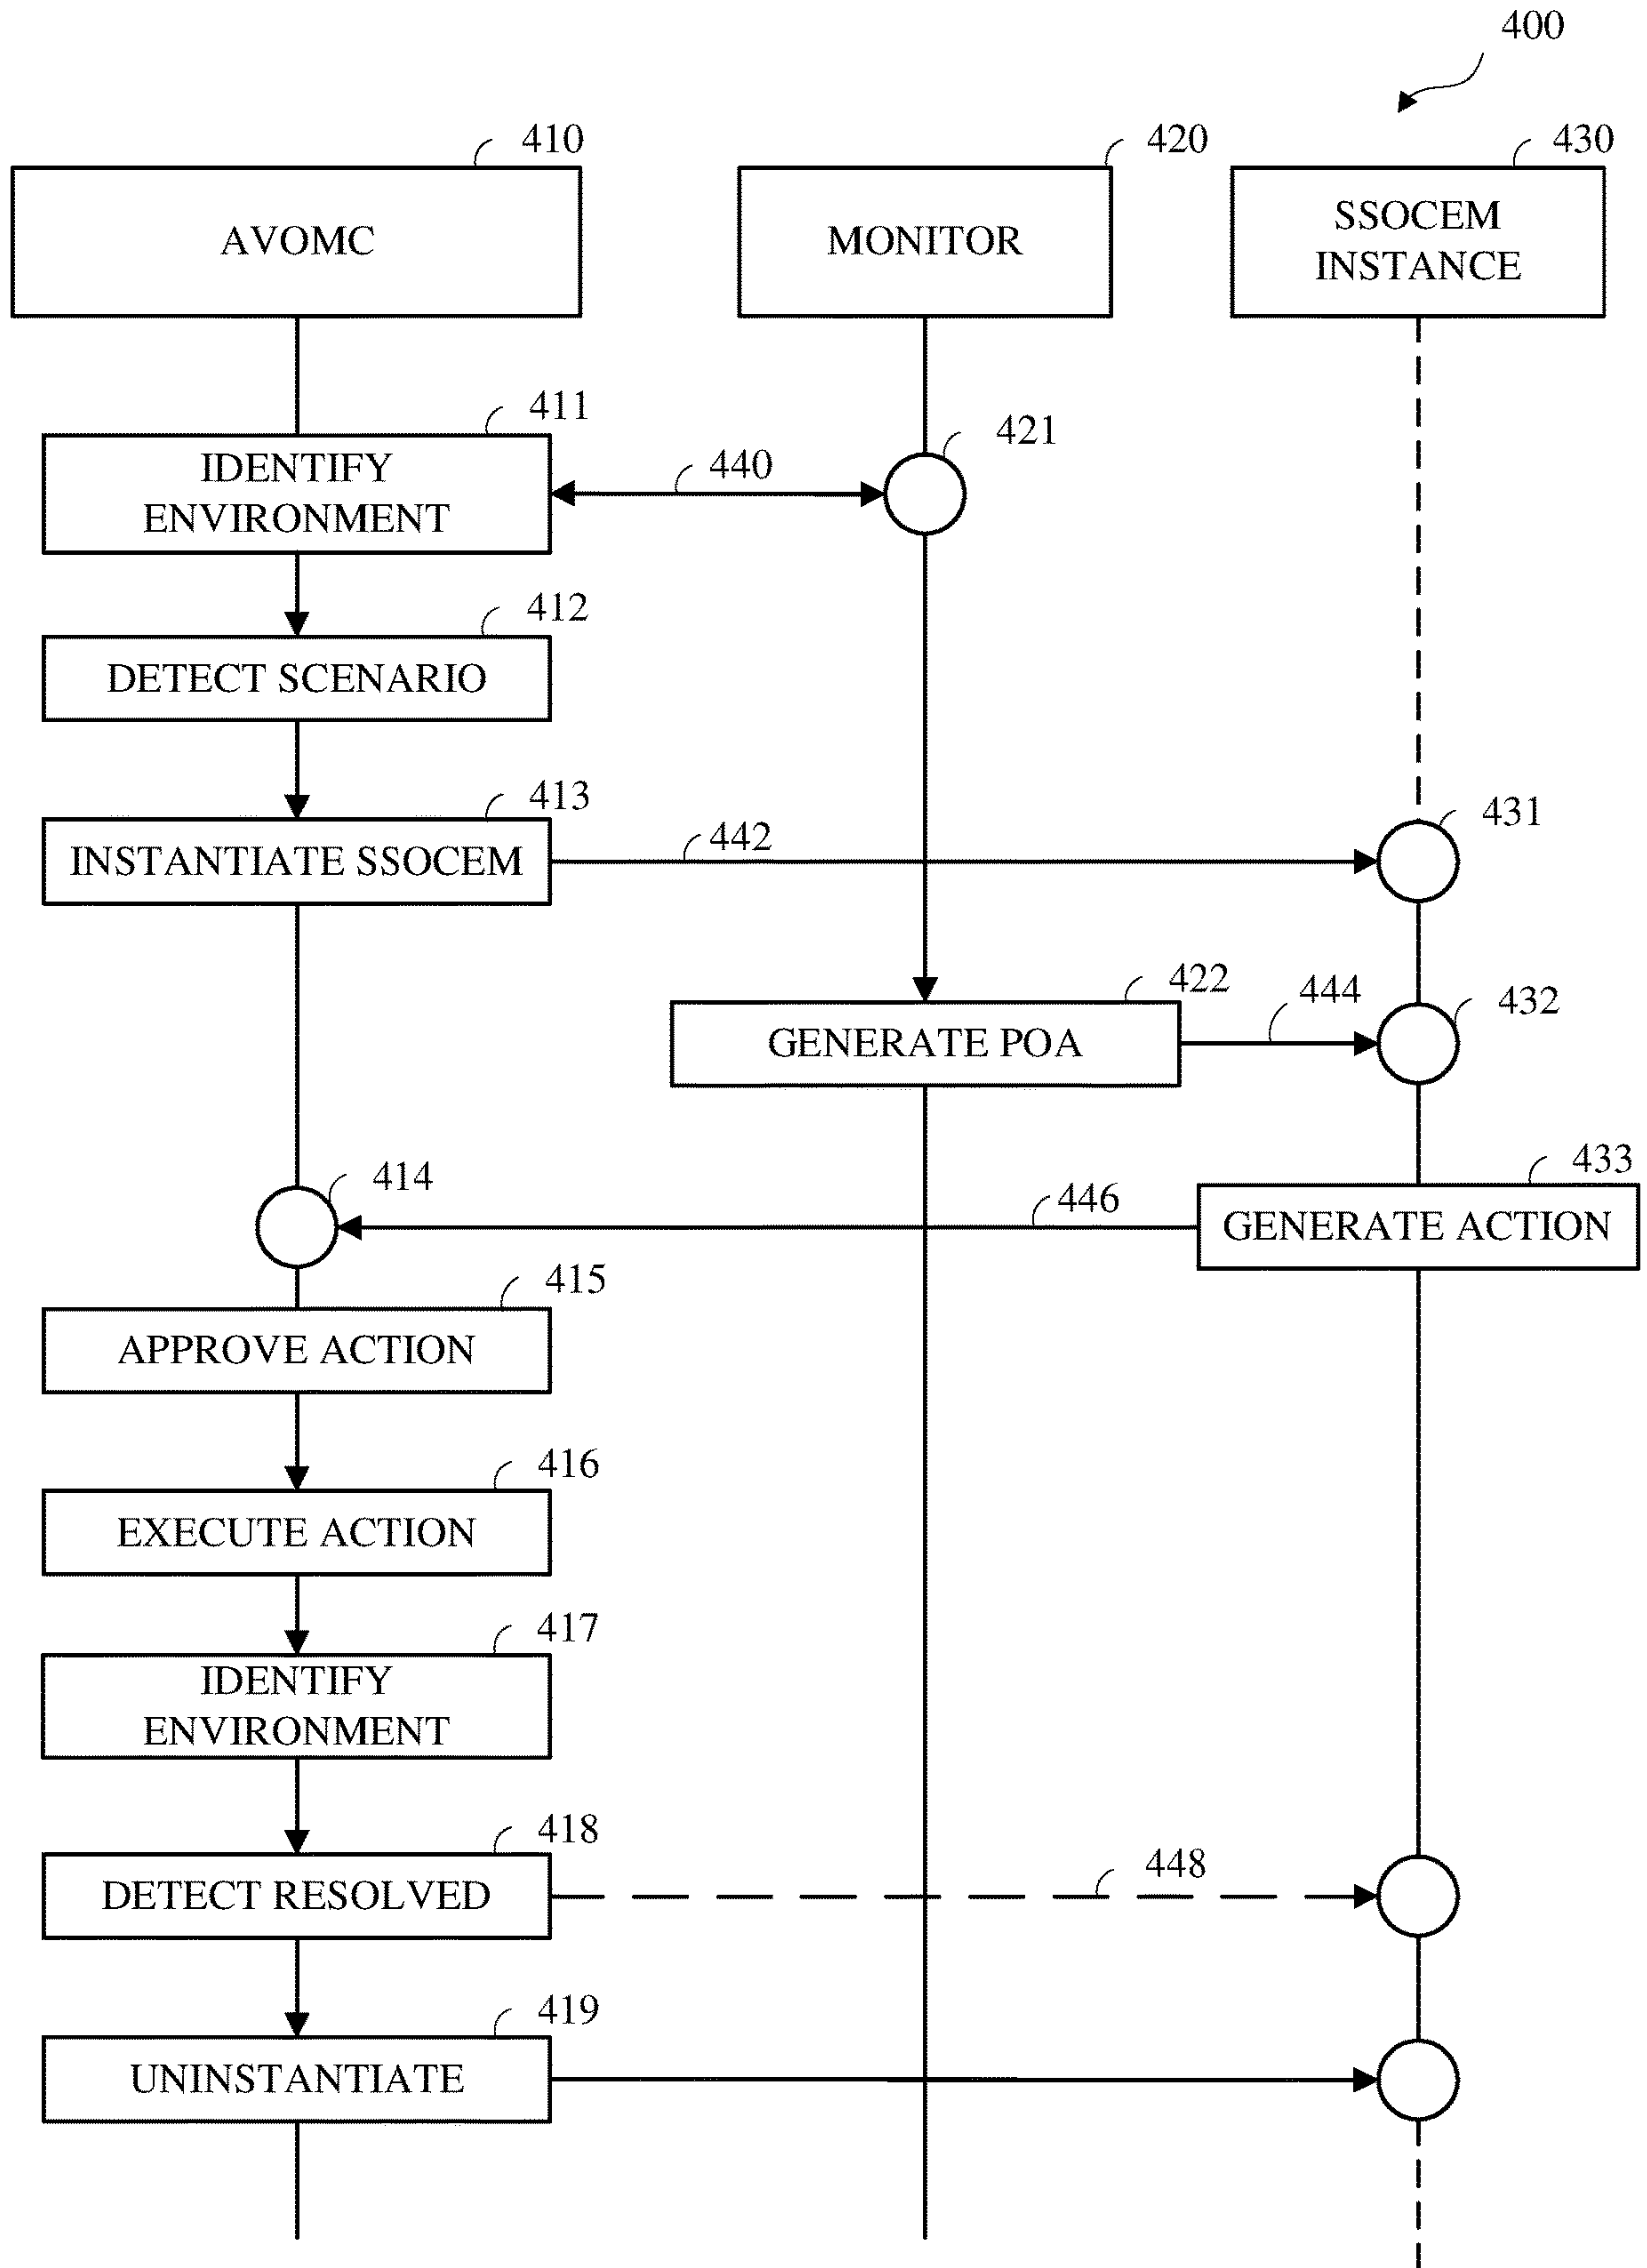 400
410
420
430
AVOMC
MONITOR
SSOCEM
INSTANCE
411
IDENTIFY
ENVIRONMENT
440
421
412
DETECT SCENARIO
413
INSTANTIATE SSOCEM
442
431
422
GENERATE POA
444
432
414
446
433
GENERATE ACTION
415
APPROVE ACTION
416
EXECUTE ACTION
417
IDENTIFY
ENVIRONMENT
418
DETECT RESOLVED
448
419
UNINSTANTIATE